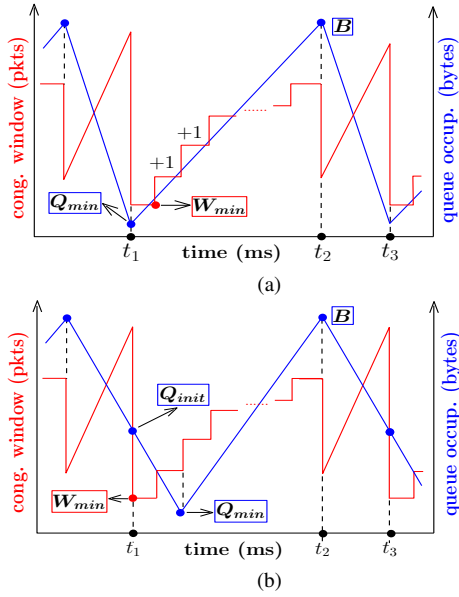 cong. window (pkts)
queue occup. (bytes)
B
+1
+1
Q_min
W_min
t_1
time (ms)
t_2
t_3
(a)
cong. window (pkts)
queue occup. (bytes)
B
Q_init
W_min
Q_min
t_1
time (ms)
t_2
t_3
(b)